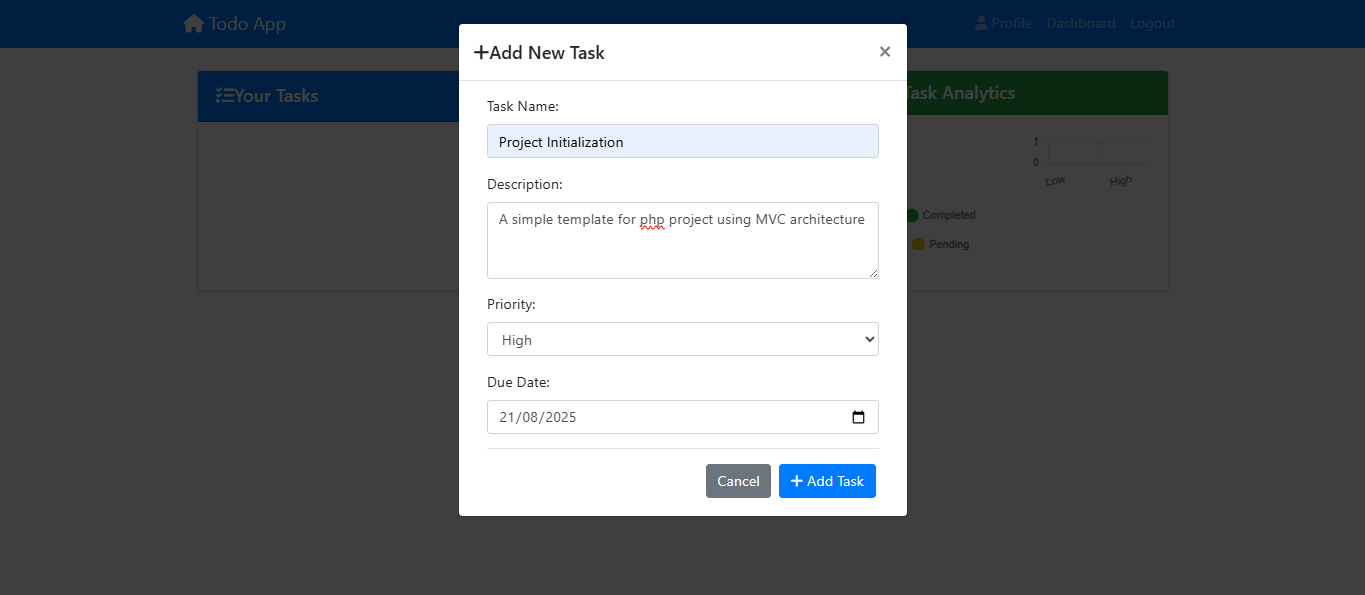 Todo App
Profile Dashboard Logout
Add New Task
×
Your Tasks
Task Analytics
Task Name:
Project Initialization
Description:
A simple template for php project using MVC architecture
Priority:
High
Due Date:
21/08/2025
Cancel
Add Task
1
0
Low High
Completed
Pending